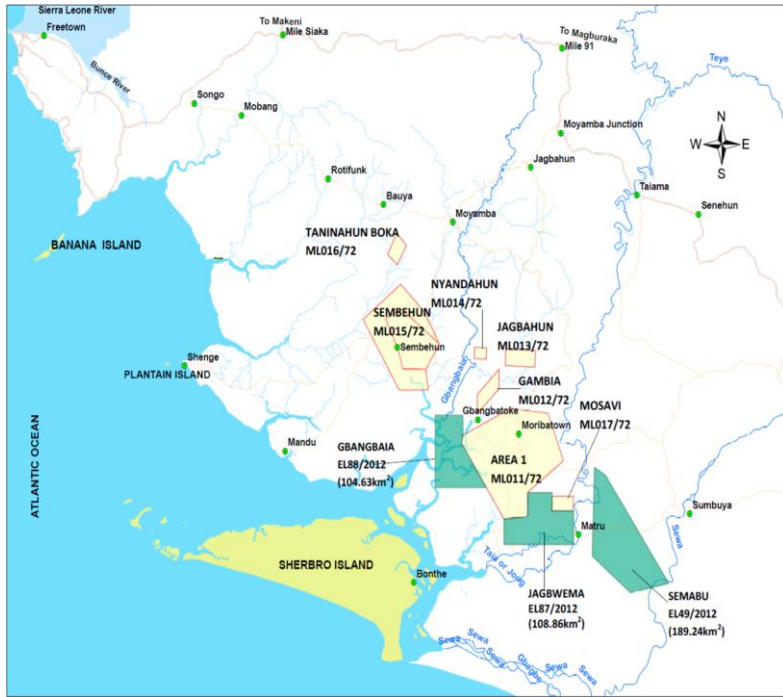 Sierra Leone River
Freetown
To Makeni
Mile Siaka
To Magburaka
Mile 91
Teye
Bunce River
Songo
Mobang
Moyamba Junction
N
W
E
S
Rotifunk
Jagbahun
Bauya
Taiama
Senehun
Moyamba
TANINAHUN BOKA
ML016/72
BANANA ISLAND
NYANDAHUN
ML014/72
SEMBEHUN
ML015/72
Sembehun
JAGBAHUN
ML013/72
Gbangbaia
Shenge
PLANTAIN ISLAND
GAMBIA
ML012/72
MOSAVI
ML017/72
Gbangbatoke
Moribatown
Mandu
GBANGBAIA
EL88/2012
(104.63km²)
AREA 1
ML011/72
ATLANTIC OCEAN
Sumbuya
Sewa
Matru
Taia or Jong
SHERBRO ISLAND
Bonthe
JAGBWEMA
EL87/2012
(108.86km²)
SEMABU
EL49/2012
(189.24km²)
Sewa
Sewa
Gbagbe
Sewa
Sewa